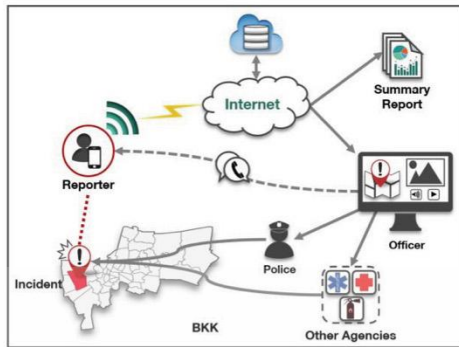 Internet
Summary
Report
Reporter
Officer
Police
Incident
BKK
Other Agencies